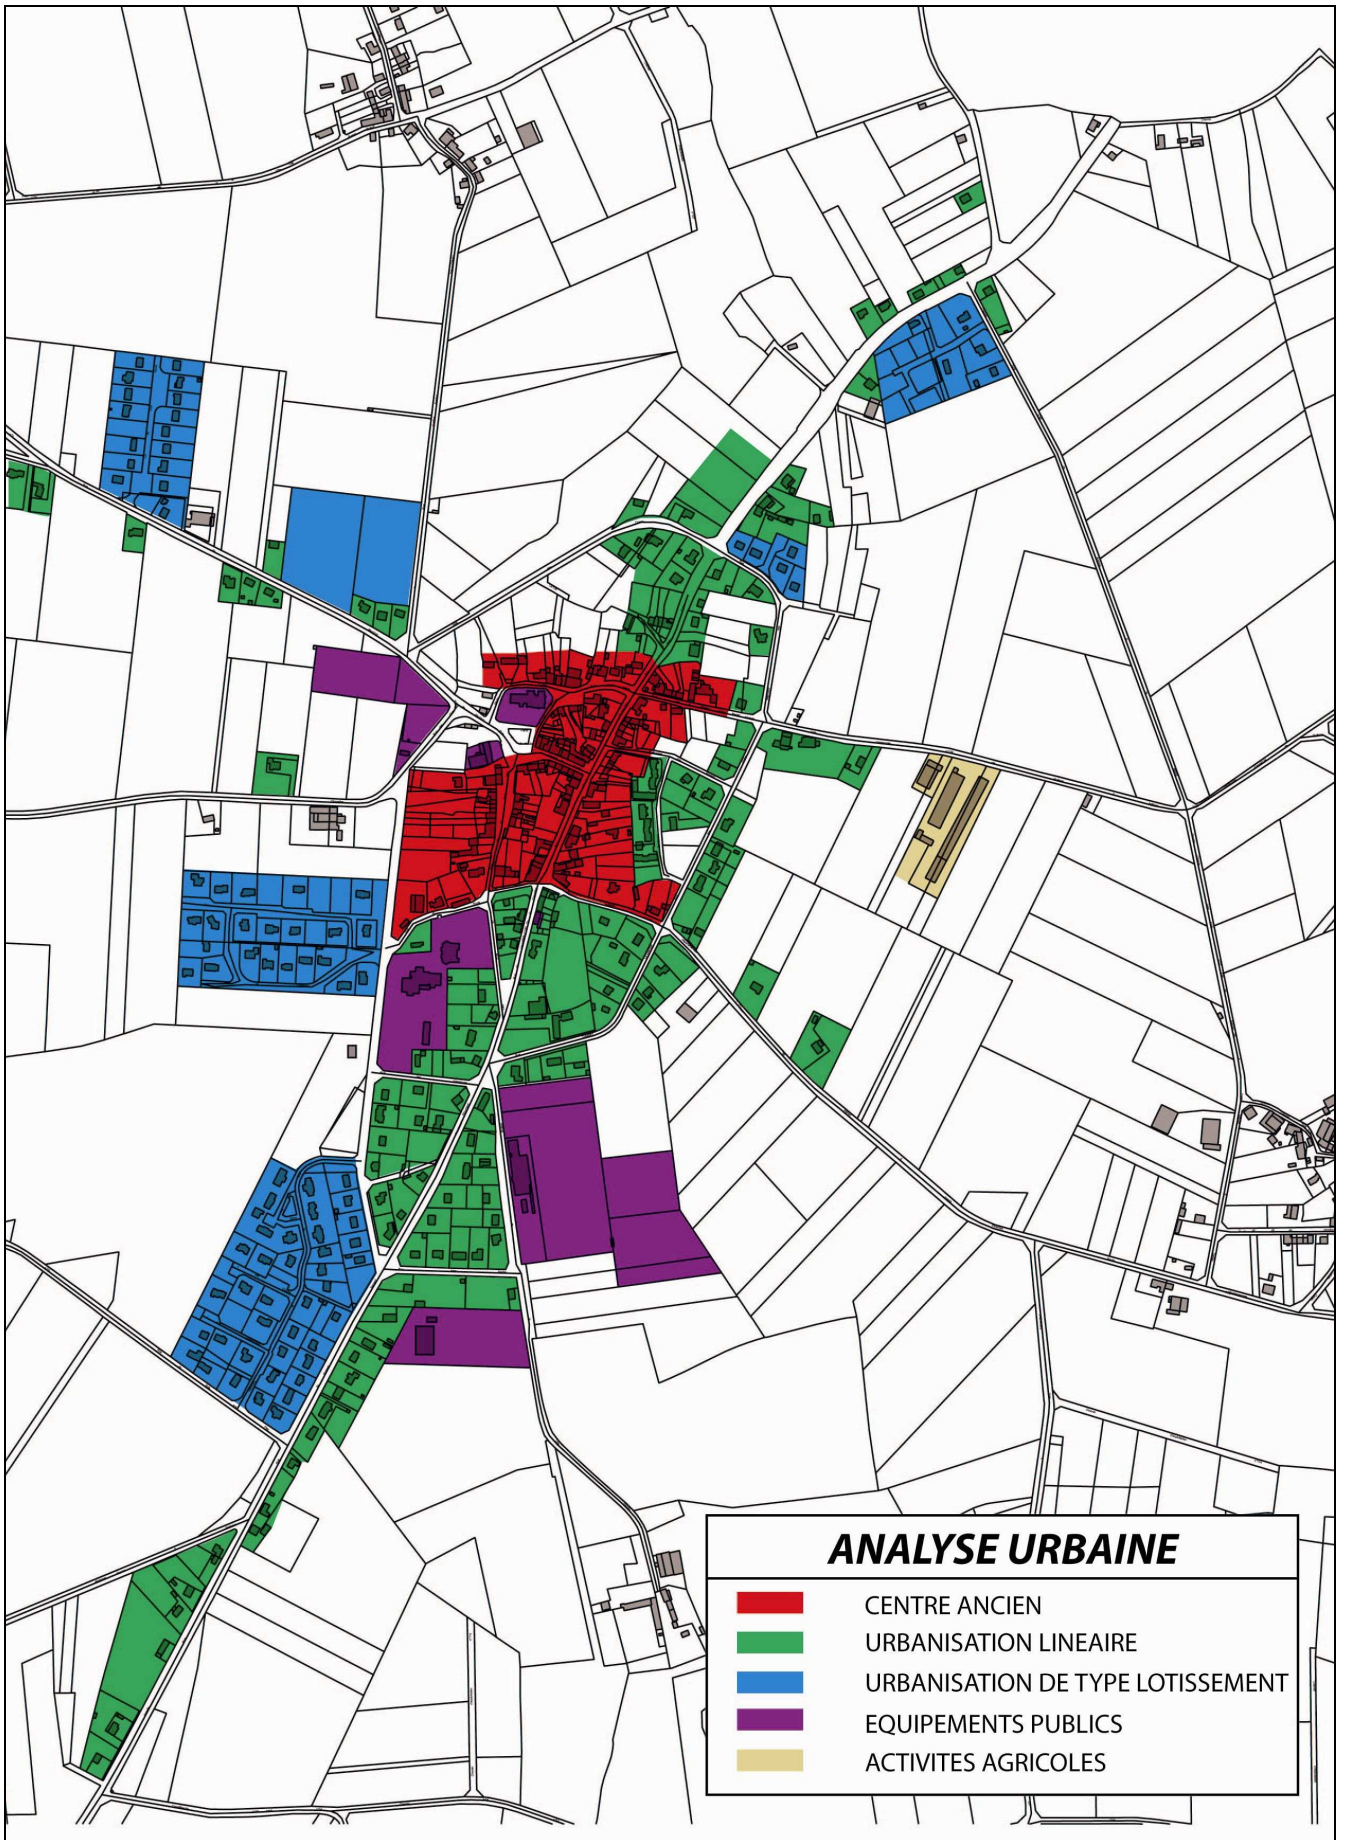 ANALYSE URBAINE
CENTRE ANCIEN
URBANISATION LINEAIRE
URBANISATION DE TYPE LOTISSEMENT
EQUIPEMENTS PUBLICS
ACTIVITES AGRICOLES